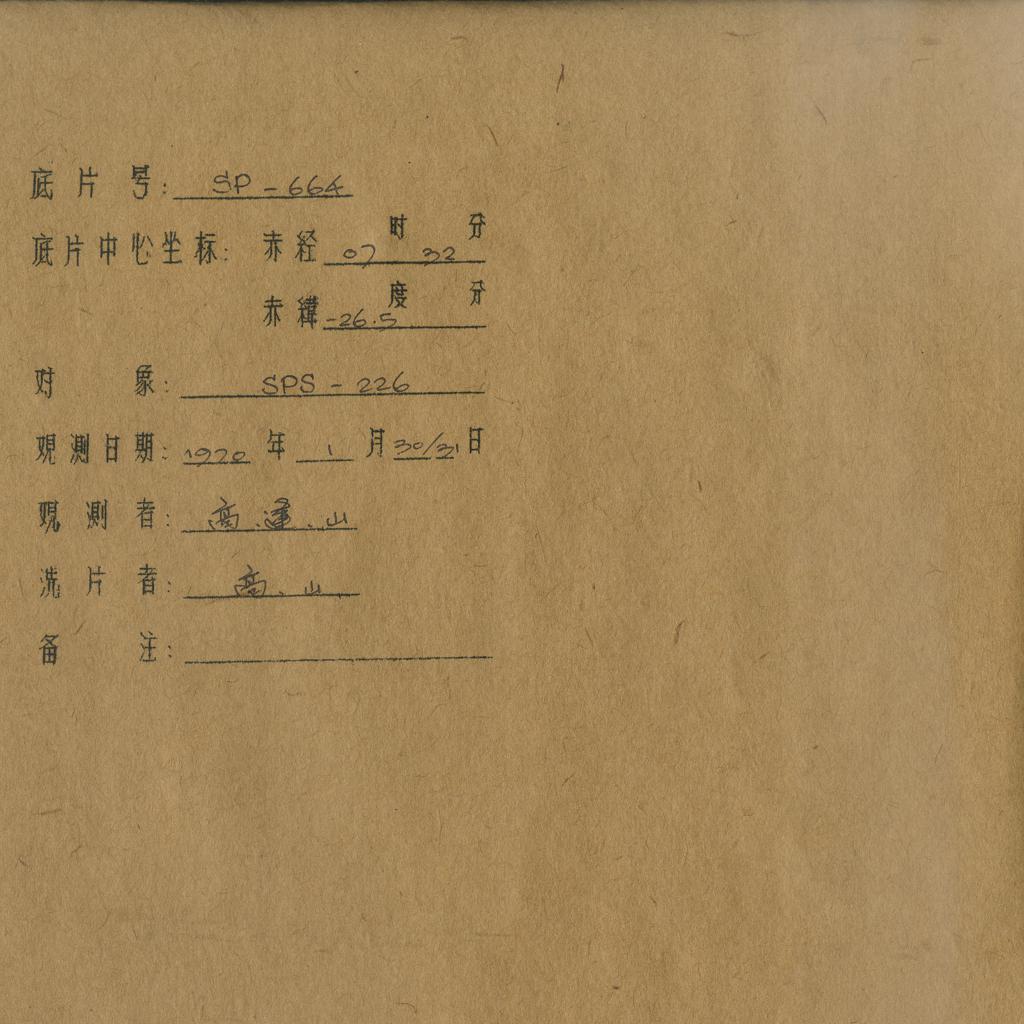 底片号: SP-664
时 分
底片中心坐标: 赤经 07 32
度 分
赤纬 -26.5
对象: SPS-226
观测日期: 1970 年 1 月 30/31 日
观测者: 高. .山
洗片者: 高. 山
备注: